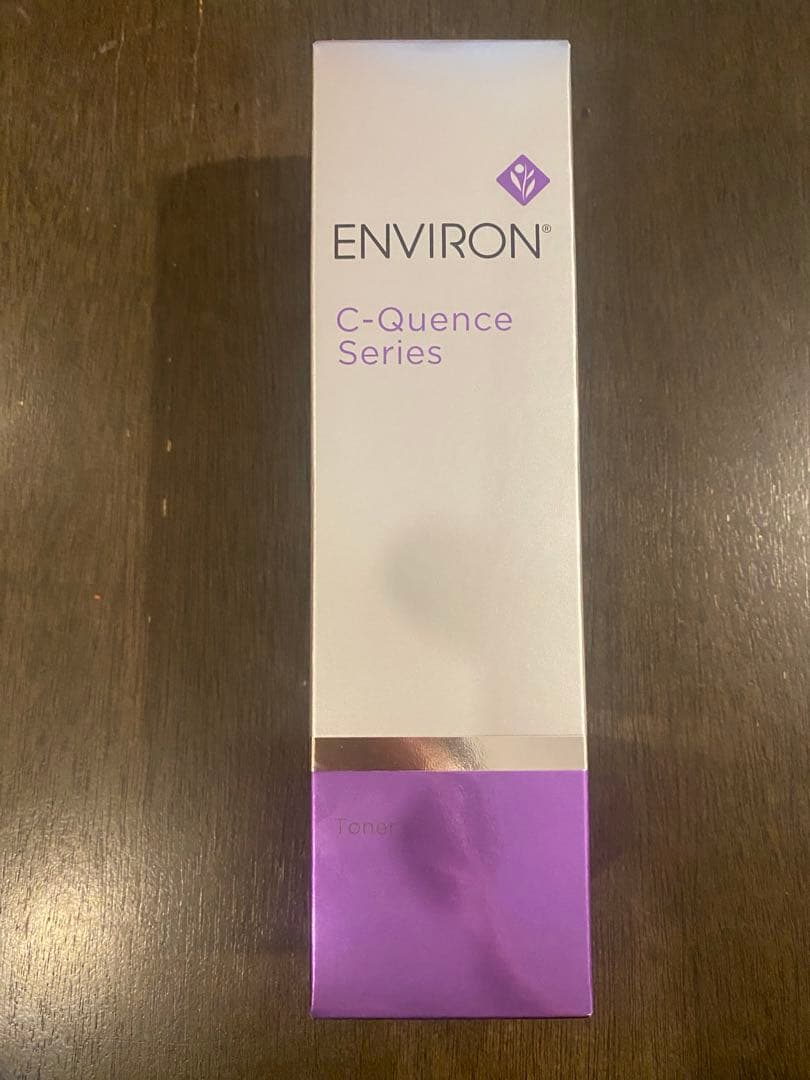 ENVIRON®
C-Quence
Series
Toner